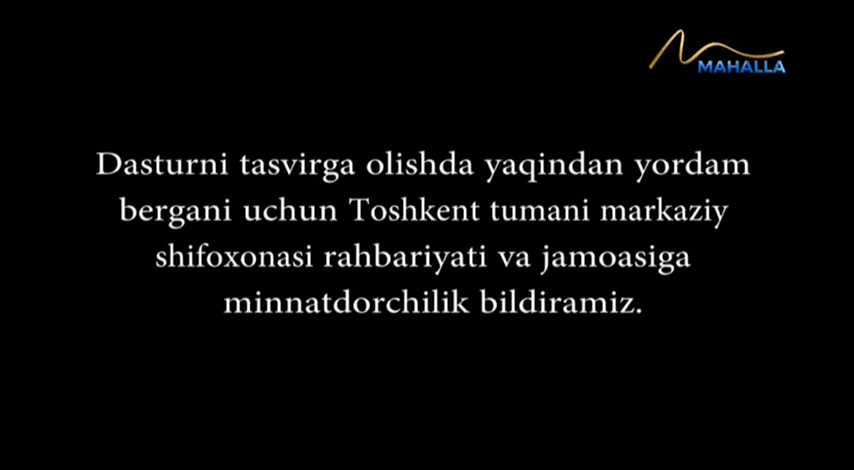 MAHALLA
Dasturni tasvirga olishda yaqindan yordam
bergani uchun Toshkent tumani markaziy
shifoxonasi rahbariyati va jamoasiga
minnatdorchilik bildiramiz.